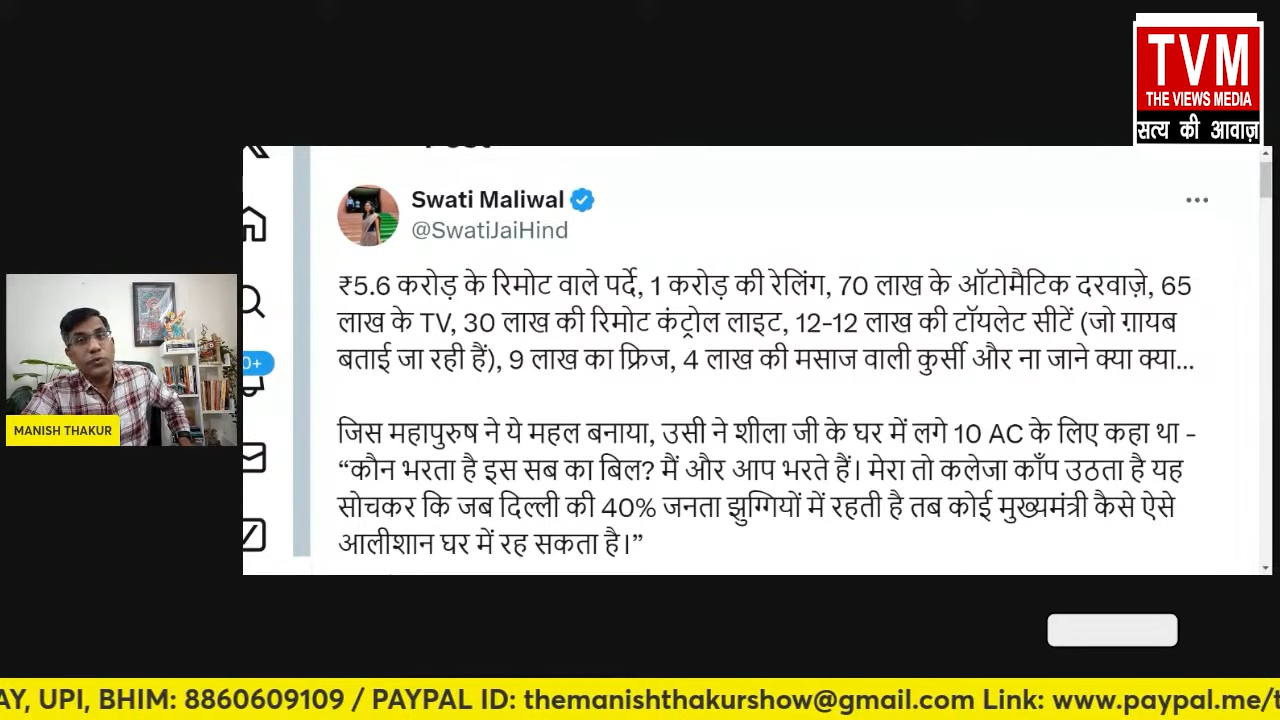 TVM
THE VIEWS MEDIA
सत्य की आवाज़
Post
Swati Maliwal
@SwatiJaiHind
₹5.6 करोड़ के रिमोट वाले पर्दे, 1 करोड़ की रेलिंग, 70 लाख के ऑटोमैटिक दरवाज़े, 65
लाख के TV, 30 लाख की रिमोट कंट्रोल लाइट, 12-12 लाख की टॉयलेट सीटें (जो ग़ायब
बताई जा रही हैं), 9 लाख का फ्रिज, 4 लाख की मसाज वाली कुर्सी और ना जाने क्या क्या...
जिस महापुरुष ने ये महल बनाया, उसी ने शीला जी के घर में लगे 10 AC के लिए कहा था -
“कौन भरता है इस सब का बिल? मैं और आप भरते हैं। मेरा तो कलेजा काँप उठता है यह
सोचकर कि जब दिल्ली की 40% जनता झुग्गियों में रहती है तब कोई मुख्यमंत्री कैसे ऐसे
आलीशान घर में रह सकता है।”
0+
MANISH THAKUR
AY, UPI, BHIM: 8860609109 / PAYPAL ID: themanishthakurshow@gmail.com Link: www.paypal.me/t